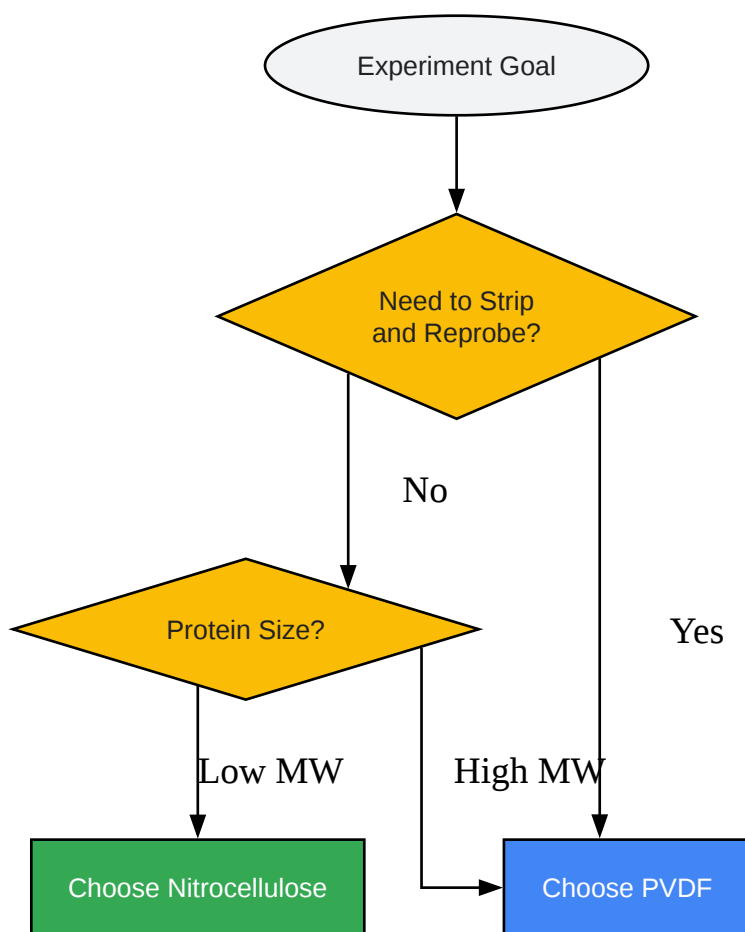 Experiment Goal
Need to Strip
and Reprobe?
No
Protein Size?
Yes
Low MW
High MW
Choose Nitrocellulose
Choose PVDF